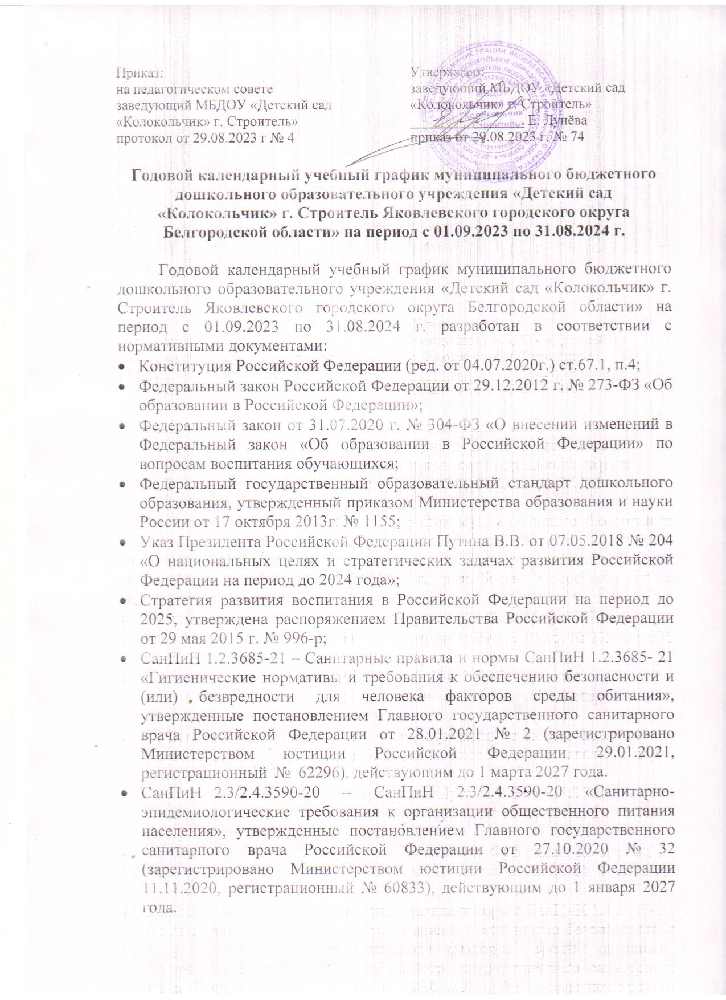 Приказ:
на педагогическом совете
заведующий МБДОУ «Детский сад
«Колокольчик» г. Строитель»
протокол от 29.08.2023 г № 4
Утверждаю:
заведующий МБДОУ «Детский сад
«Колокольчик» г. Строитель»
Е. Лунёва
приказ от 29.08.2023 г. № 74
Годовой календарный учебный график муниципального бюджетного
дошкольного образовательного учреждения «Детский сад
«Колокольчик» г. Строитель Яковлевского городского округа
Белгородской области» на период с 01.09.2023 по 31.08.2024 г.
Годовой календарный учебный график муниципального бюджетного
дошкольного образовательного учреждения «Детский сад «Колокольчик» г.
Строитель Яковлевского городского округа Белгородской области» на
период с 01.09.2023 по 31.08.2024 г. разработан в соответствии с
нормативными документами:
• Конституция Российской Федерации (ред. от 04.07.2020г.) ст.67.1, п.4;
• Федеральный закон Российской Федерации от 29.12.2012 г. № 273-ФЗ «Об
образовании в Российской Федерации»;
• Федеральный закон от 31.07.2020 г. № 304-ФЗ «О внесении изменений в
Федеральный закон «Об образовании в Российской Федерации» по
вопросам воспитания обучающихся;
• Федеральный государственный образовательный стандарт дошкольного
образования, утвержденный приказом Министерства образования и науки
России от 17 октября 2013г. № 1155;
• Указ Президента Российской Федерации Путина В.В. от 07.05.2018 № 204
«О национальных целях и стратегических задачах развития Российской
Федерации на период до 2024 года»;
• Стратегия развития воспитания в Российской Федерации на период до
2025, утверждена распоряжением Правительства Российской Федерации
от 29 мая 2015 г. № 996-р;
• СанПиН 1.2.3685-21 – Санитарные правила и нормы СанПиН 1.2.3685- 21
«Гигиенические нормативы и требования к обеспечению безопасности и
(или) безвредности для человека факторов среды обитания»,
утвержденные постановлением Главного государственного санитарного
врача Российской Федерации от 28.01.2021 № 2 (зарегистрировано
Министерством юстиции Российской Федерации 29.01.2021,
регистрационный № 62296), действующим до 1 марта 2027 года.
• СанПиН 2.3/2.4.3590-20 – СанПиН 2.3/2.4.3590-20 «Санитарно-
эпидемиологические требования к организации общественного питания
населения», утвержденные постановлением Главного государственного
санитарного врача Российской Федерации от 27.10.2020 № 32
(зарегистрировано Министерством юстиции Российской Федерации
11.11.2020, регистрационный № 60833), действующим до 1 января 2027
года.